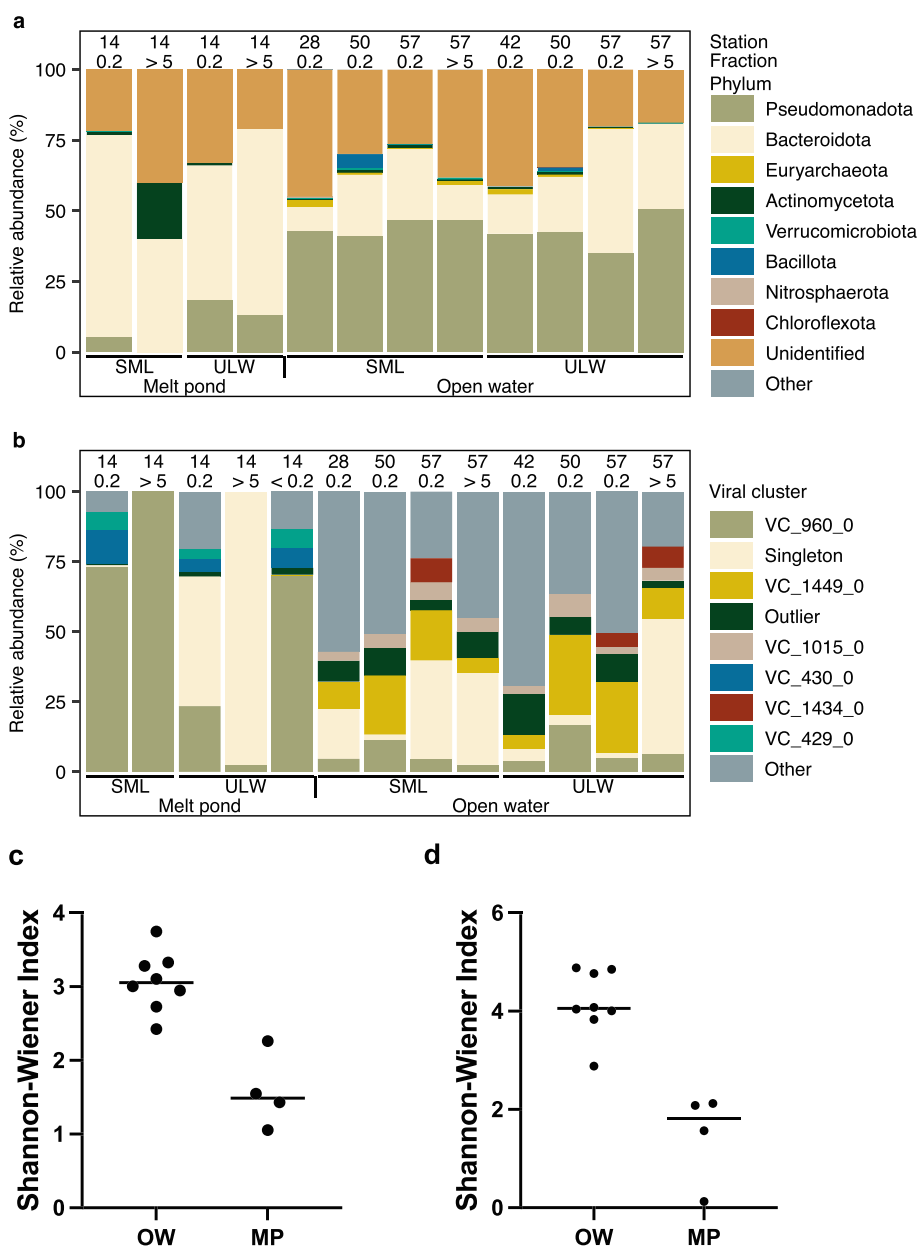 a
14 14 14 14 28 50 57 57 42 50 57 57 Station
0.2 > 5 0.2 > 5 0.2 0.2 0.2 > 5 0.2 0.2 0.2 > 5 Fraction
Phylum
Relative abundance (%)
100
75
50
25
0
Pseudomonadota
Bacteroidota
Euryarchaeota
Actinomycetota
Verrucomicrobiota
Bacillota
Nitrosphaerota
Chloroflexota
Unidentified
Other
SML ULW SML ULW
Melt pond Open water
b
14 14 14 14 14 28 50 57 57 42 50 57 57
0.2 > 5 0.2 > 5 < 0.2 0.2 0.2 0.2 > 5 0.2 0.2 0.2 > 5
Relative abundance (%)
100
75
50
25
0
Viral cluster
VC_960_0
Singleton
VC_1449_0
Outlier
VC_1015_0
VC_430_0
VC_1434_0
VC_429_0
Other
SML ULW SML ULW
Melt pond Open water
c
Shannon-Wiener Index
4
3
2
1
0
OW MP
d
Shannon-Wiener Index
6
4
2
0
OW MP